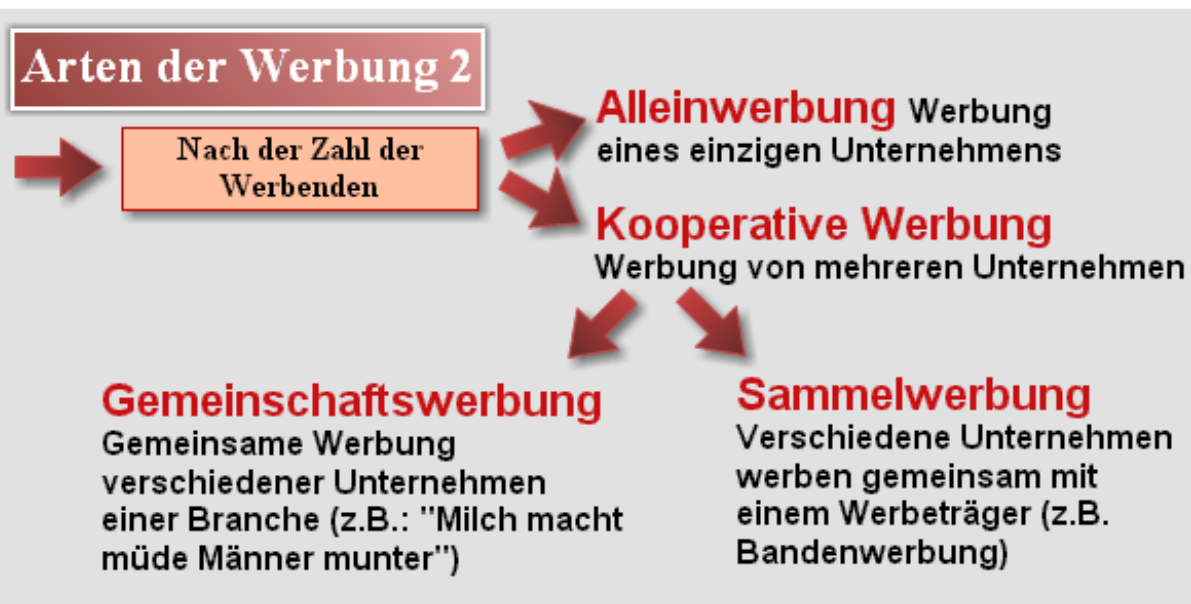 Arten der Werbung 2
Nach der Zahl der
Werbenden
Alleinwerbung Werbung
eines einzigen Unternehmens
Kooperative Werbung
Werbung von mehreren Unternehmen
Gemeinschaftswerbung
Gemeinsame Werbung
verschiedener Unternehmen
einer Branche (z.B.: "Milch macht
müde Männer munter")
Sammelwerbung
Verschiedene Unternehmen
werben gemeinsam mit
einem Werbeträger (z.B.
Bandenwerbung)